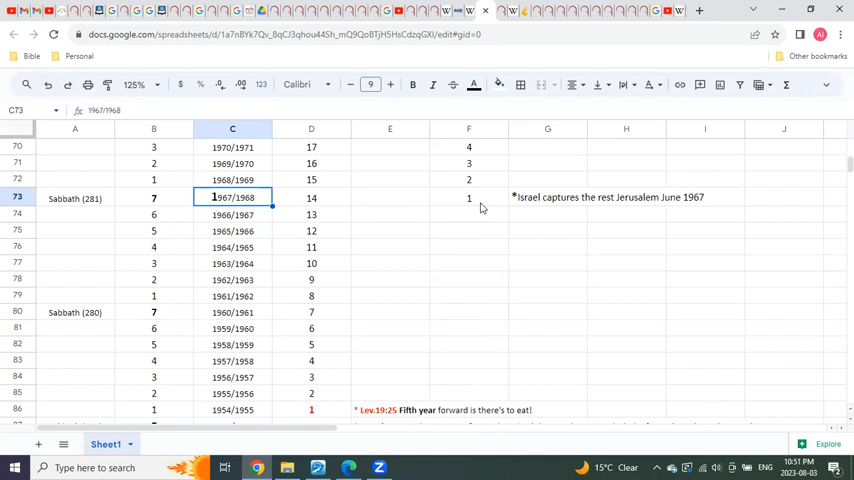 docs.google.com/spreadsheets/d/1a7nBYk7Qv_8qCJ3qhou44Sh_mQ9QoBTjH5HsCdzqGXI/edit#gid=0
AI
Bible Personal Other bookmarks
125% $ % .0 .00 123 Calibri 9 B I A
C73 fx 1967/1968
A B C D E F G H I J
70 3 1970/1971 17 4
71 2 1969/1970 16 3
72 1 1968/1969 15 2
73 Sabbath (281) 7 1967/1968 14 1 *Israel captures the rest Jerusalem June 1967
74 6 1966/1967 13
75 5 1965/1966 12
76 4 1964/1965 11
77 3 1963/1964 10
78 2 1962/1963 9
79 1 1961/1962 8
80 Sabbath (280) 7 1960/1961 7
81 6 1959/1960 6
82 5 1958/1959 5
83 4 1957/1958 4
84 3 1956/1957 3
85 2 1955/1956 2
86 1 1954/1955 1 * Lev.19:25 Fifth year forward is there's to eat!
Sheet1 Explore
Type here to search 15°C Clear ENG 10:51 PM 2023-08-03 2